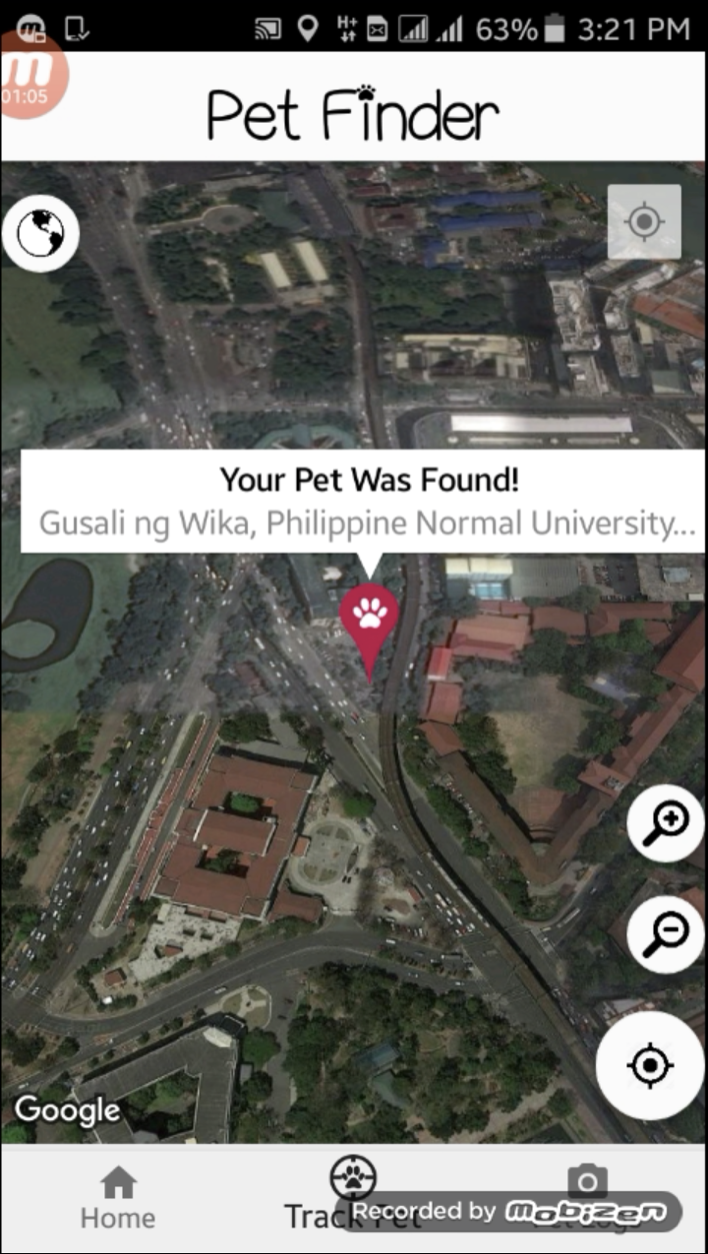 H+
63%
3:21 PM
m
01:05
Pet Finder
Your Pet Was Found!
Gusali ng Wika, Philippine Normal University...
Google
Home
Track Pet
Recorded by mobizen